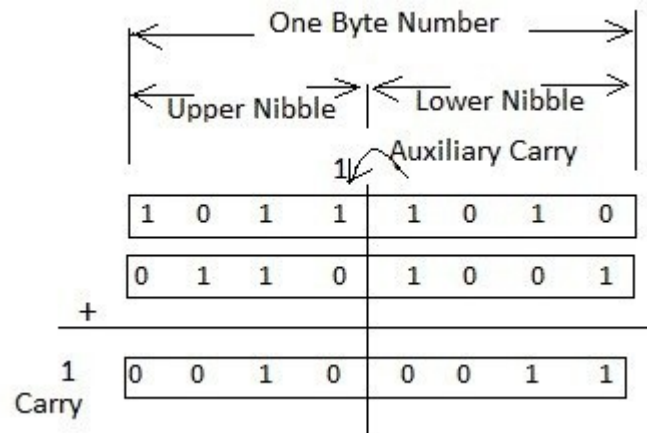 One Byte Number
Upper Nibble Lower Nibble
1 Auxiliary Carry
1 0 1 1 1 0 1 0
0 1 1 0 1 0 0 1
+
1 0 0 1 0 0 0 1 1
Carry